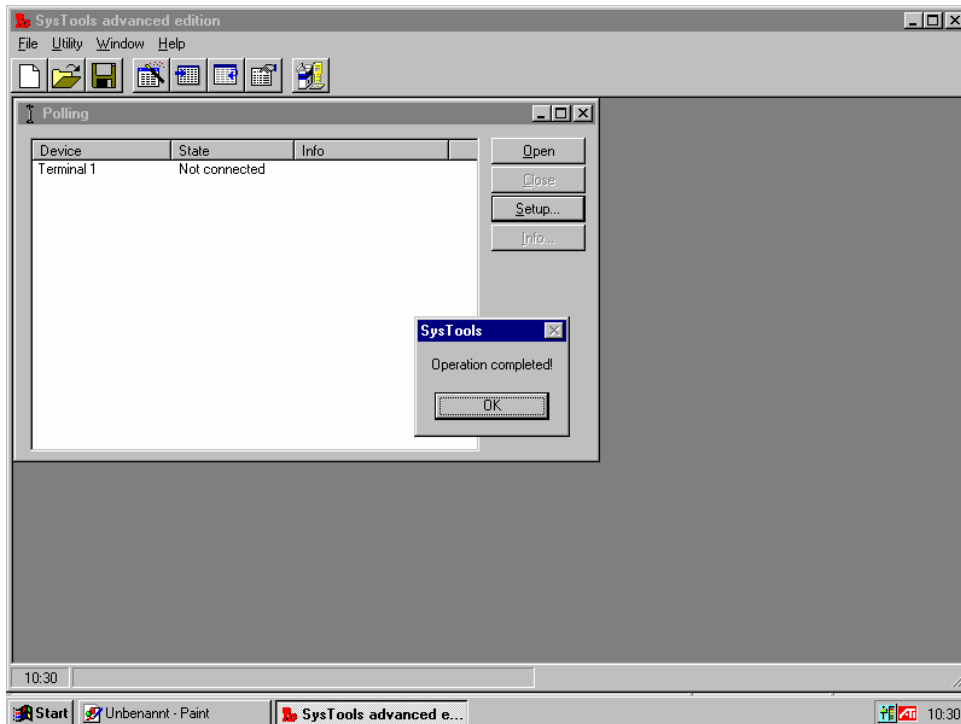 SysTools advanced edition
File Utility Window Help
Polling
Device State Info
Terminal 1 Not connected
Open
Close
Setup...
Info...
SysTools
Operation completed!
OK
10:30
Start Unbenannt - Paint SysTools advanced e... 10:30